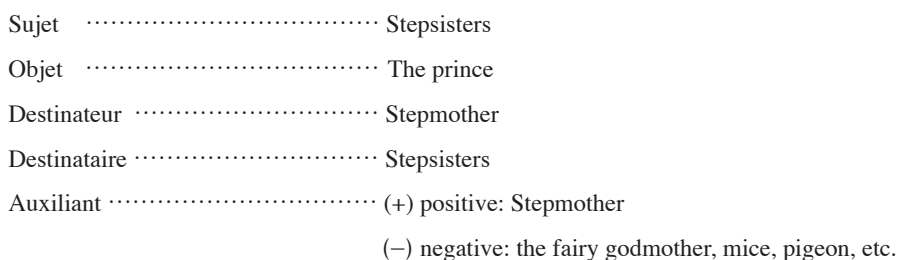 Sujet ···································· Stepsisters
Objet ···································· The prince
Destinateur ······························ Stepmother
Destinataire ······························ Stepsisters
Auxiliant ································· (+) positive: Stepmother
(−) negative: the fairy godmother, mice, pigeon, etc.